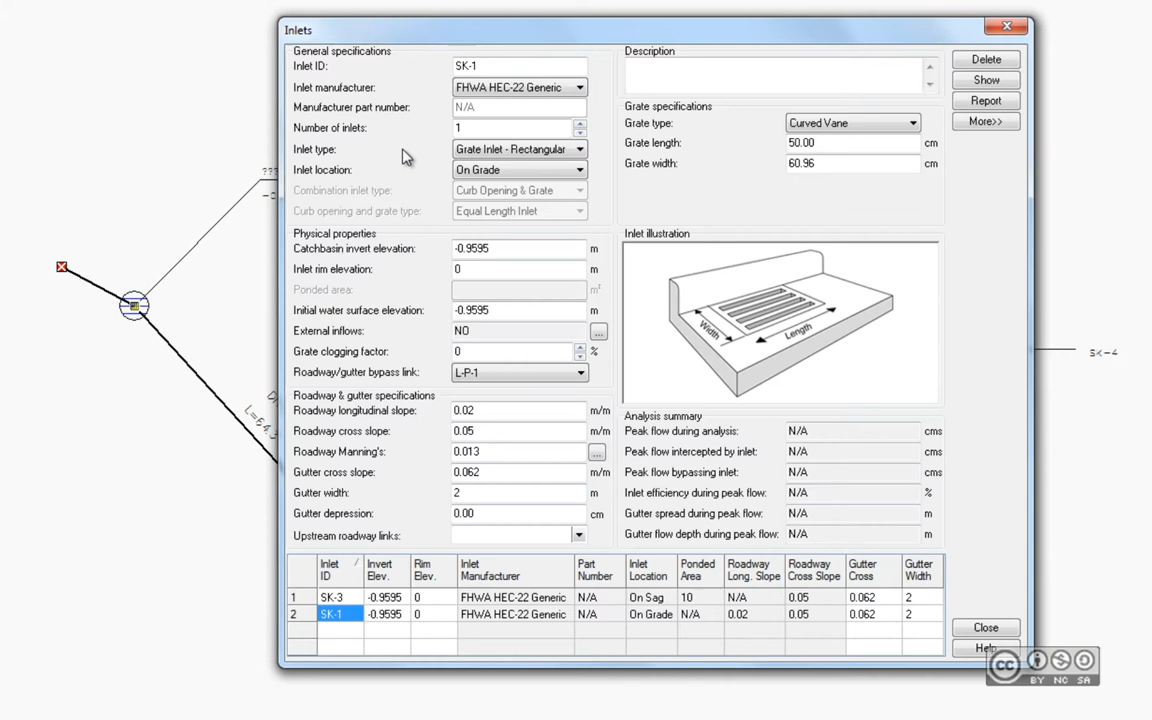 Inlets
General specifications
Inlet ID: SK-1
Inlet manufacturer: FHWA HEC-22 Generic
Manufacturer part number: N/A
Number of inlets: 1
Inlet type: Grate Inlet - Rectangular
Inlet location: On Grade
Combination inlet type: Curb Opening & Grate
Curb opening and grate type: Equal Length Inlet
Physical properties
Catchbasin invert elevation: -0.9595 m
Inlet rim elevation: 0 m
Ponded area: m²
Initial water surface elevation: -0.9595 m
External inflows: NO ...
Grate clogging factor: 0 %
Roadway/gutter bypass link: L-P-1
Roadway & gutter specifications
Roadway longitudinal slope: 0.02 m/m
Roadway cross slope: 0.05 m/m
Roadway Manning's: 0.013 ...
Gutter cross slope: 0.062 m/m
Gutter width: 2 m
Gutter depression: 0.00 cm
Upstream roadway links:
Description
Grate specifications
Grate type: Curved Vane
Grate length: 50.00 cm
Grate width: 60.96 cm
Inlet illustration
Width
Length
Analysis summary
Peak flow during analysis: N/A cms
Peak flow intercepted by inlet: N/A cms
Peak flow bypassing inlet: N/A cms
Inlet efficiency during peak flow: N/A %
Gutter spread during peak flow: N/A m
Gutter flow depth during peak flow: N/A m
Delete
Show
Report
More>>
Inlet ID Invert Elev. Rim Elev. Inlet Manufacturer Part Number Inlet Location Ponded Area Roadway Long. Slope Roadway Cross Slope Gutter Cross Gutter Width
1 SK-3 -0.9595 0 FHWA HEC-22 Generic N/A On Sag 10 N/A 0.05 0.062 2
2 SK-1 -0.9595 0 FHWA HEC-22 Generic N/A On Grade N/A 0.02 0.05 0.062 2
Close
Help
???
SK-4
cc
BY NC SA